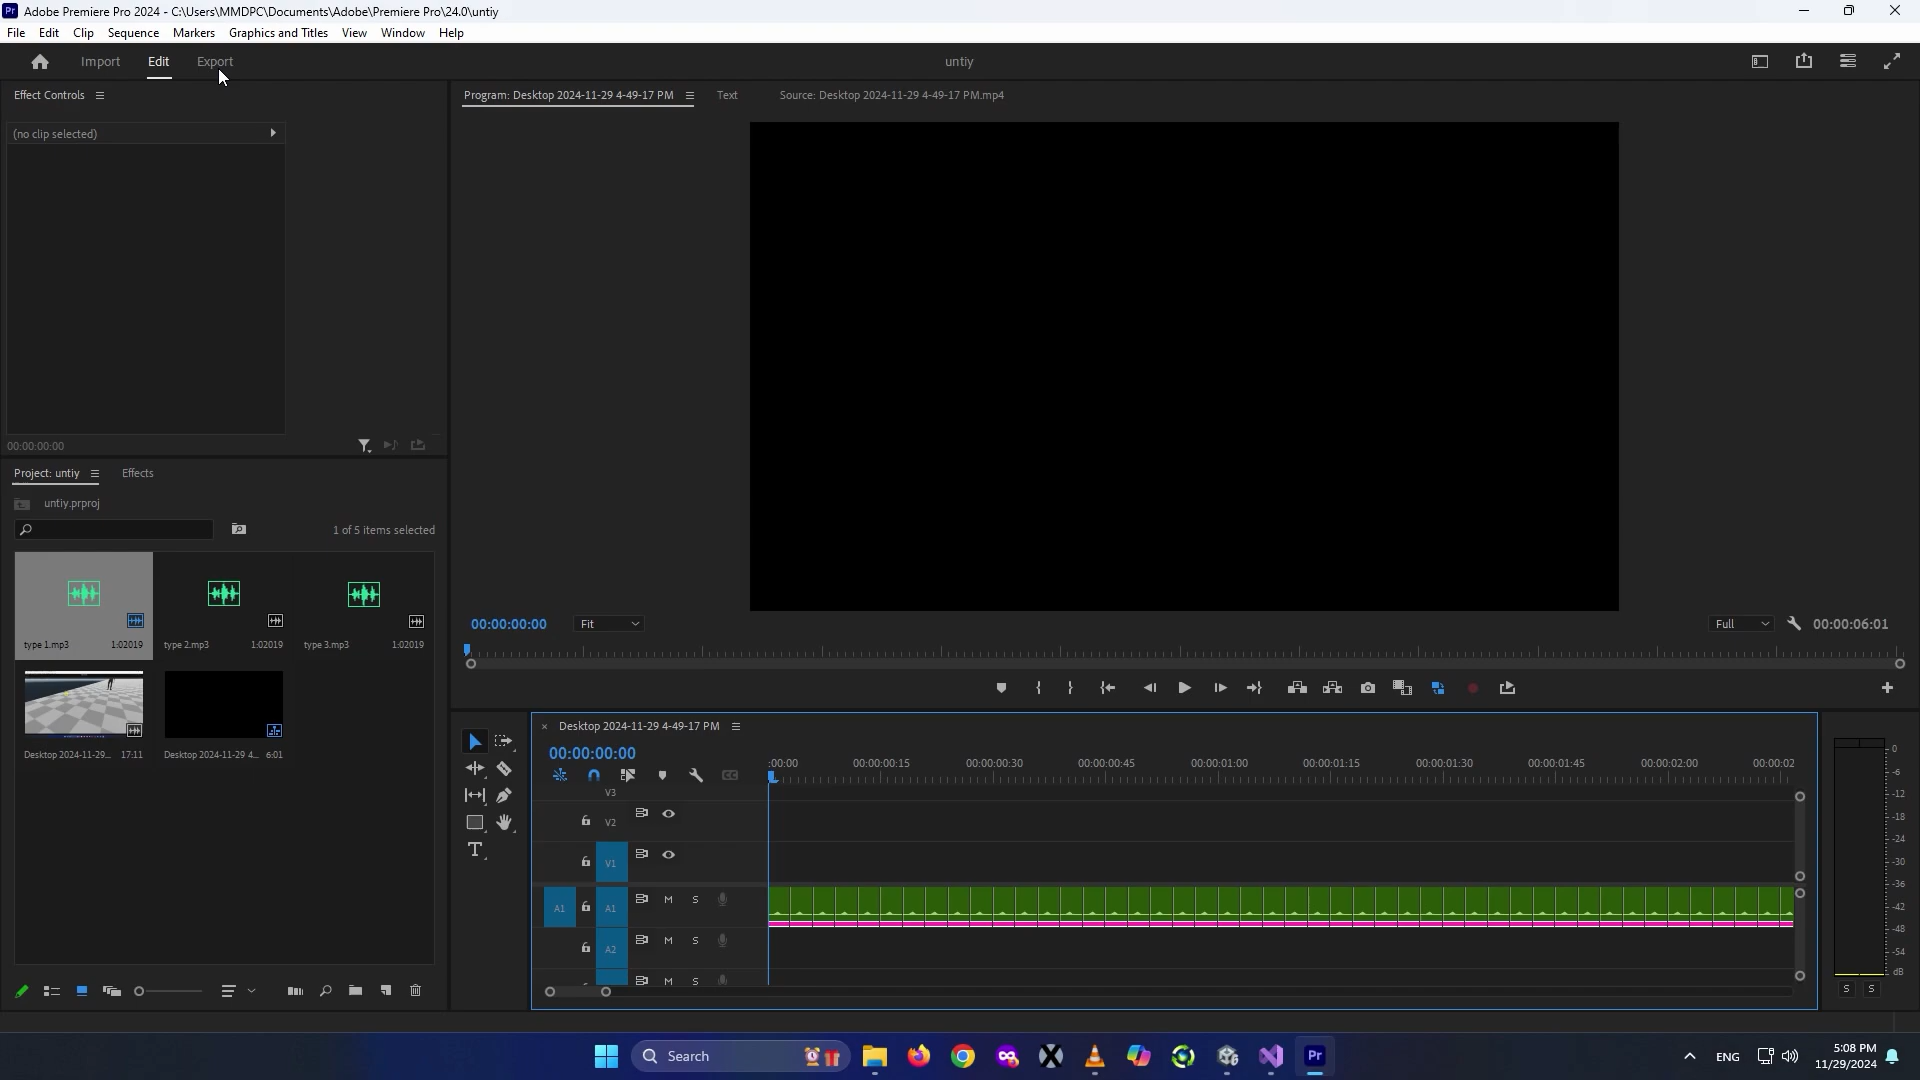 Adobe Premiere Pro 2024 - C:\Users\MMDPC\Documents\Adobe\Premiere Pro\24.0\untiy
File Edit Clip Sequence Markers Graphics and Titles View Window Help
Import Edit Export untiy
Effect Controls
Program: Desktop 2024-11-29 4-49-17 PM Text Source: Desktop 2024-11-29 4-49-17 PM.mp4
(no clip selected)
00:00:00:00
Project: untiy Effects
untiy.prproj
1 of 5 items selected
type 1.mp3 1:02019 type 2.mp3 1:02019 type 3.mp3 1:02019
Desktop 2024-11-29... 17:11 Desktop 2024-11-29 4... 6:01
00:00:00:00 Fit Full 00:00:06:01
Desktop 2024-11-29 4-49-17 PM
00:00:00:00
:00:00 00:00:00:15 00:00:00:30 00:00:00:45 00:00:01:00 00:00:01:15 00:00:01:30 00:00:01:45 00:00:02:00 00:00:02
V3
V2
V1
A1 A1 M S
A2 M S
M S
0
-6
-12
-18
-24
-30
-36
-42
-48
-54
dB
S S
Search
Pr
ENG
5:08 PM
11/29/2024